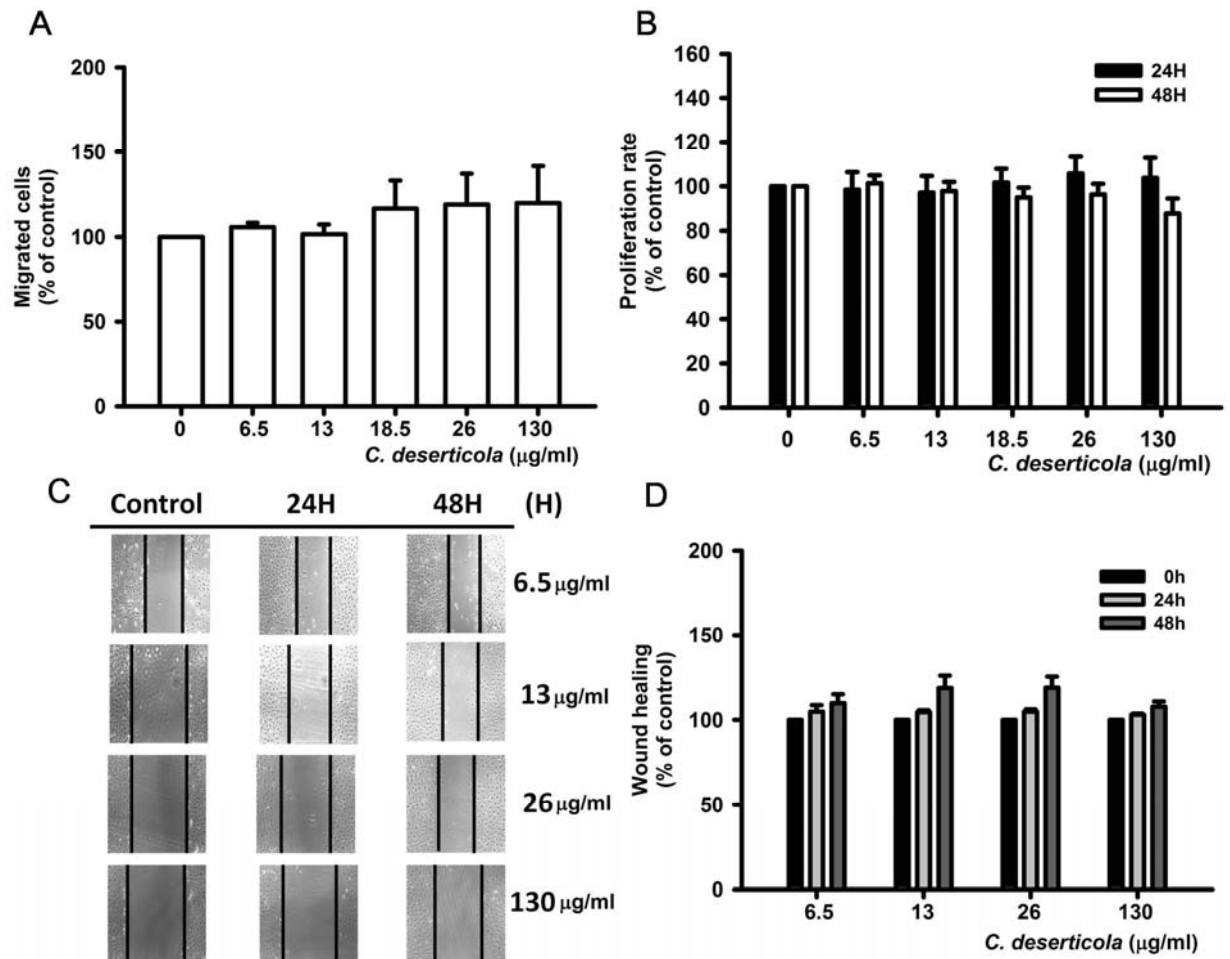 A
Migrated cells
(% of control)
200
150
100
50
0
0 6.5 13 18.5 26 130
C. deserticola (μg/ml)
B
Proliferation rate
(% of control)
160
140
120
100
80
60
40
20
0
24H
48H
0 6.5 13 18.5 26 130
C. deserticola (μg/ml)
C
Control 24H 48H (H)
6.5 μg/ml
13 μg/ml
26 μg/ml
130 μg/ml
D
Wound healing
(% of control)
200
150
100
50
0
0h
24h
48h
6.5 13 26 130
C. deserticola (μg/ml)